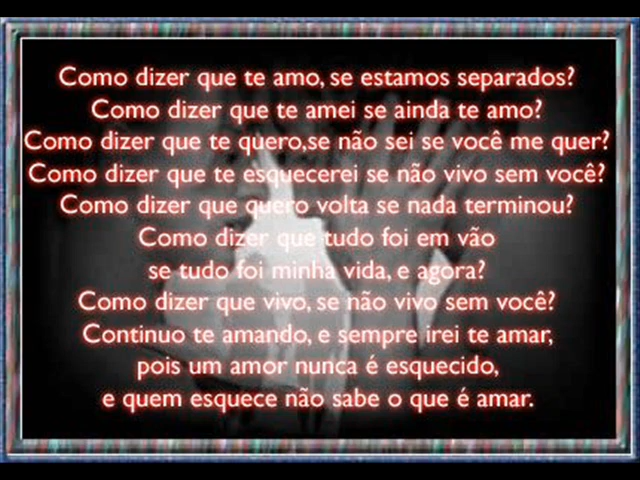 Como dizer que te amo, se estamos separados?
Como dizer que te amei se ainda te amo?
Como dizer que te quero,se não sei se você me quer?
Como dizer que te esquecerei se não vivo sem você?
Como dizer que quero volta se nada terminou?
Como dizer que tudo foi em vão
se tudo foi minha vida, e agora?
Como dizer que vivo, se não vivo sem você?
Continuo te amando, e sempre irei te amar,
pois um amor nunca é esquecido,
e quem esquece não sabe o que é amar.